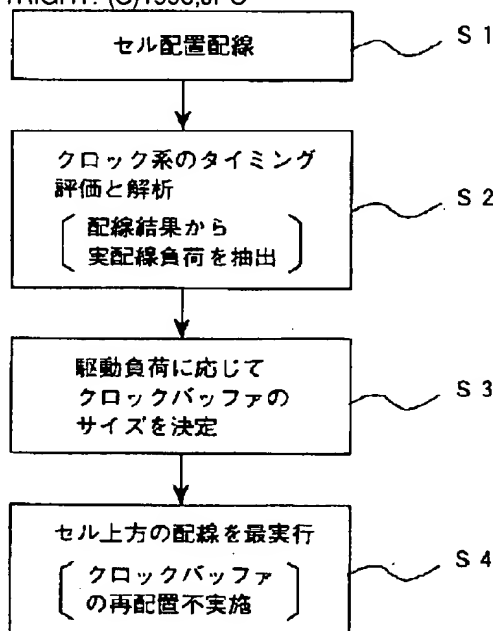 セル配置配線
S 1
クロック系のタイミング
評価と解析
配線結果から
実配線負荷を抽出
S 2
駆動負荷に応じて
クロックバッファの
サイズを決定
S 3
セル上方の配線を最実行
クロックバッファ
の再配置不実施
S 4